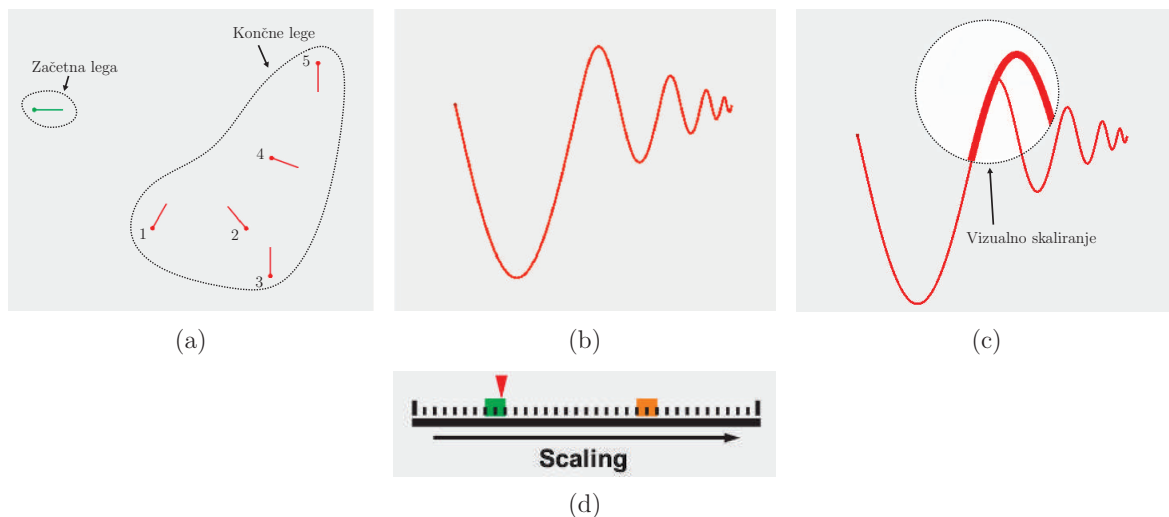 Začetna lega
Končne lege
5
4
1
2
3
Vizualno skaliranje
(a)
(b)
(c)
Scaling
(d)